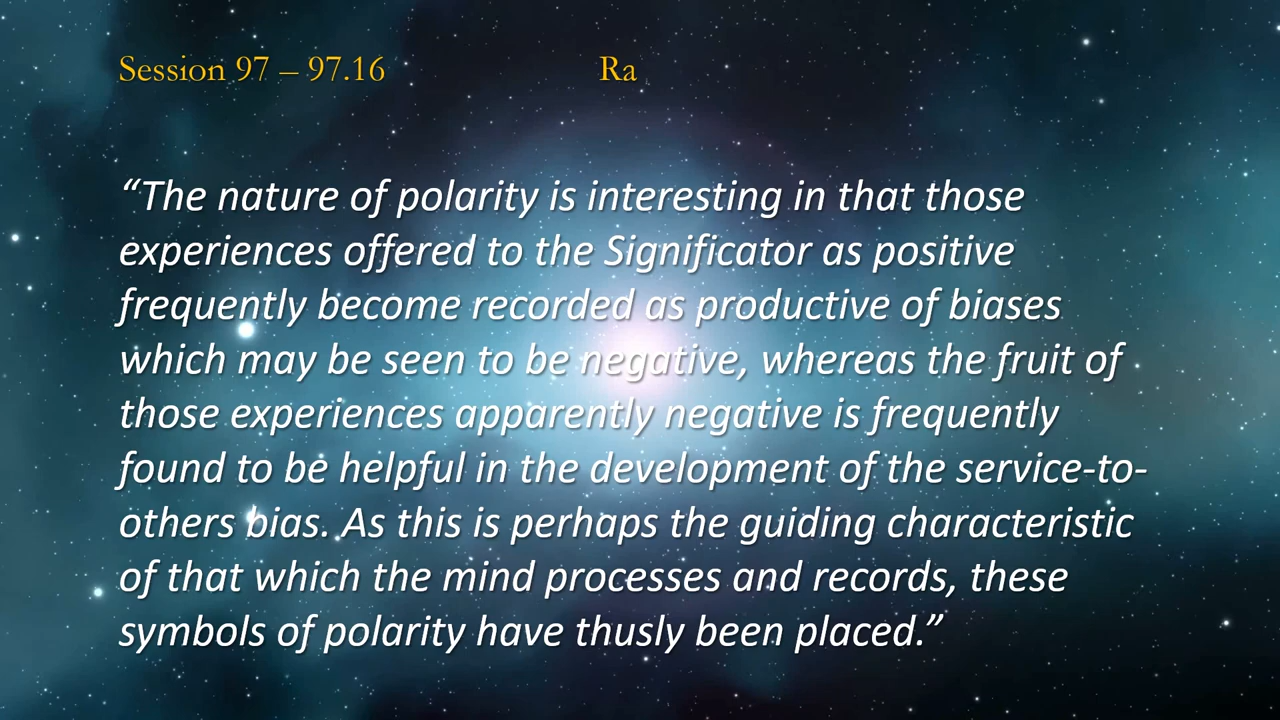 Session 97 – 97.16 Ra
“The nature of polarity is interesting in that those
experiences offered to the Significator as positive
frequently become recorded as productive of biases
which may be seen to be negative, whereas the fruit of
those experiences apparently negative is frequently
found to be helpful in the development of the service-to-
others bias. As this is perhaps the guiding characteristic
of that which the mind processes and records, these
symbols of polarity have thusly been placed.”